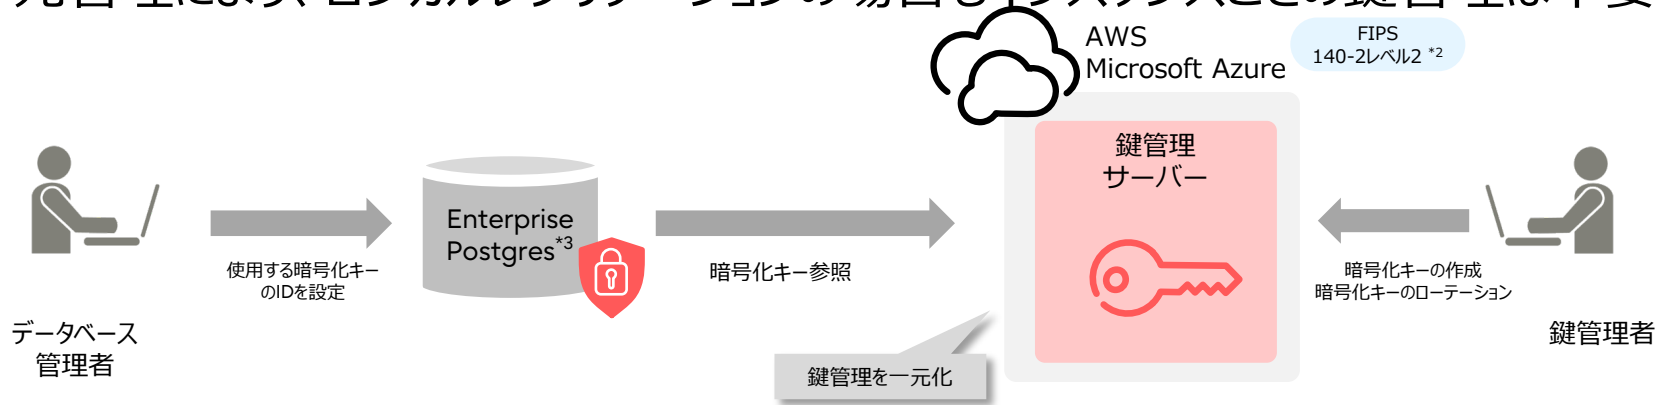 AWS
Microsoft Azure
FIPS
140-2レベル2 *2
鍵管理
サーバー
Enterprise
Postgres*3
使用する暗号化キー
のIDを設定
暗号化キー参照
暗号化キーの作成
暗号化キーのローテーション
データベース
管理者
鍵管理者
鍵管理を一元化